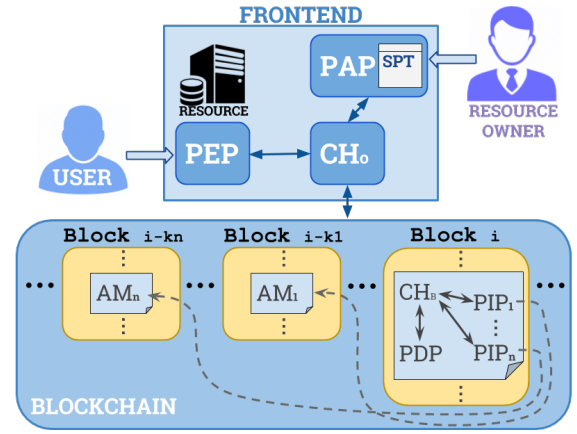 FRONTEND
PAP
SPT
RESOURCE
RESOURCE
OWNER
USER
PEP
CHo
Block i-kn
Block i-k1
Block i
...
...
...
...
AMn
AM1
CHB
PIP1
PDP
PIPn
BLOCKCHAIN